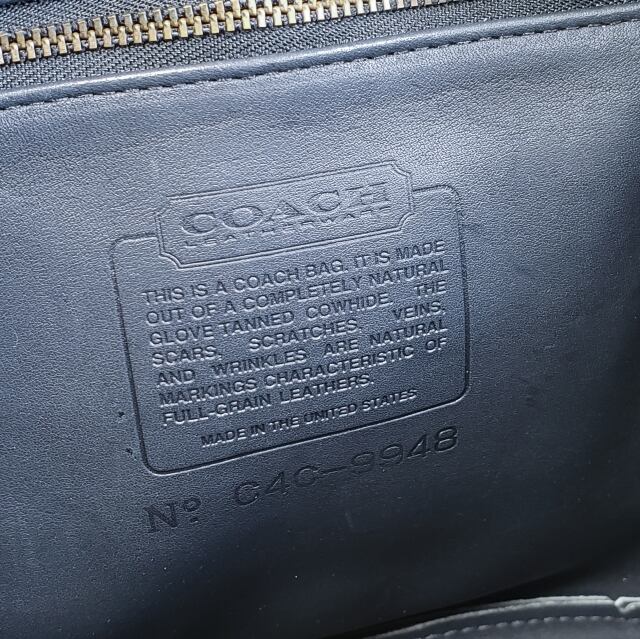 COACH
LEATHERWARE
THIS IS A COACH BAG. IT IS MADE
OUT OF A COMPLETELY NATURAL
GLOVE TANNED COWHIDE. THE
SCARS, SCRATCHES, VEINS,
AND WRINKLES ARE NATURAL
MARKINGS CHARACTERISTIC OF
FULL-GRAIN LEATHERS.
MADE IN THE UNITED STATES
Nº C4C-9948